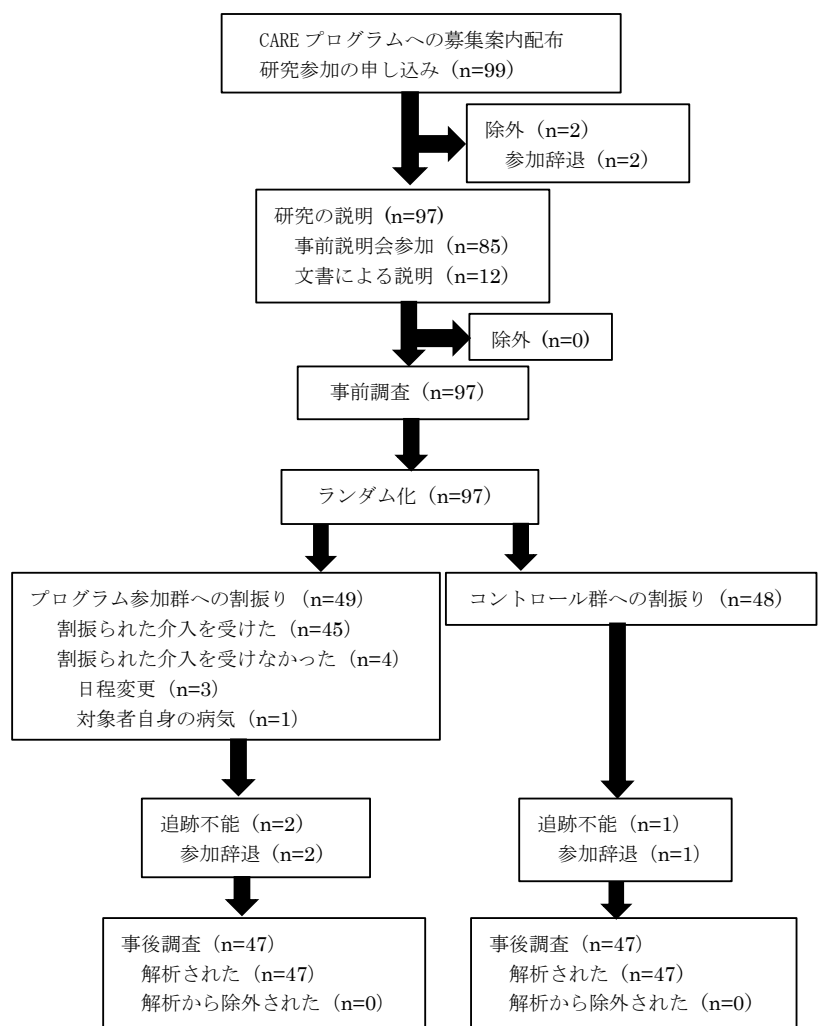 CARE プログラムへの募集案内配布
研究参加の申し込み（n=99）
除外（n=2）
参加辞退（n=2）
研究の説明 (n=97)
事前説明会参加（n=85）
文書による説明（n=12）
除外 (n=0)
事前調査（n=97）
ランダム化（n=97）
プログラム参加群への割振り（n=49）
割振られた介入を受けた（n=45）
割振られた介入を受けなかった（n=4）
日程変更（n=3）
対象者自身の病気（n=1）
コントロール群への割振り（n=48）
追跡不能（n=2）
参加辞退（n=2）
追跡不能（n=1）
参加辞退（n=1）
事後調査（n=47）
解析された（n=47）
解析から除外された（n=0）
事後調査（n=47）
解析された（n=47）
解析から除外された（n=0）